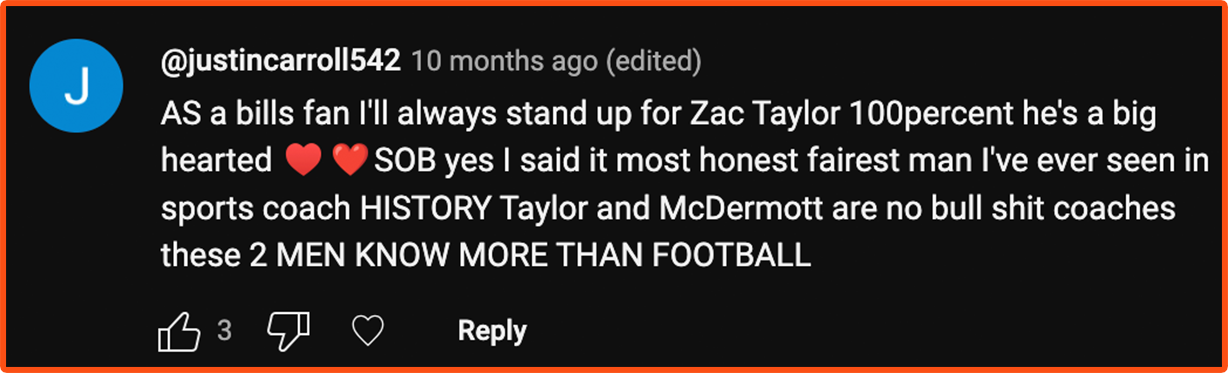 J
@justincarroll542 10 months ago (edited)
AS a bills fan I'll always stand up for Zac Taylor 100percent he's a big
hearted ♥️ ❤️ SOB yes I said it most honest fairest man I've ever seen in
sports coach HISTORY Taylor and McDermott are no bull shit coaches
these 2 MEN KNOW MORE THAN FOOTBALL
3 Reply